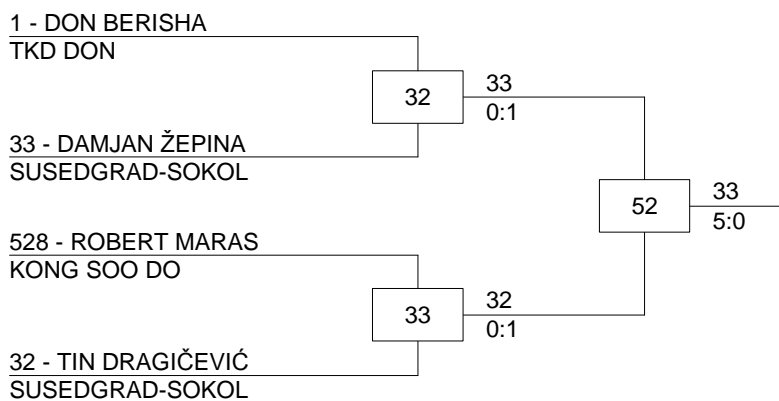 1 - DON BERISHA
TKD DON
32
33
0:1
33 - DAMJAN ŽEPINA
SUSEDGRAD-SOKOL
52
33
5:0
528 - ROBERT MARAS
KONG SOO DO
33
32
0:1
32 - TIN DRAGIČEVIĆ
SUSEDGRAD-SOKOL